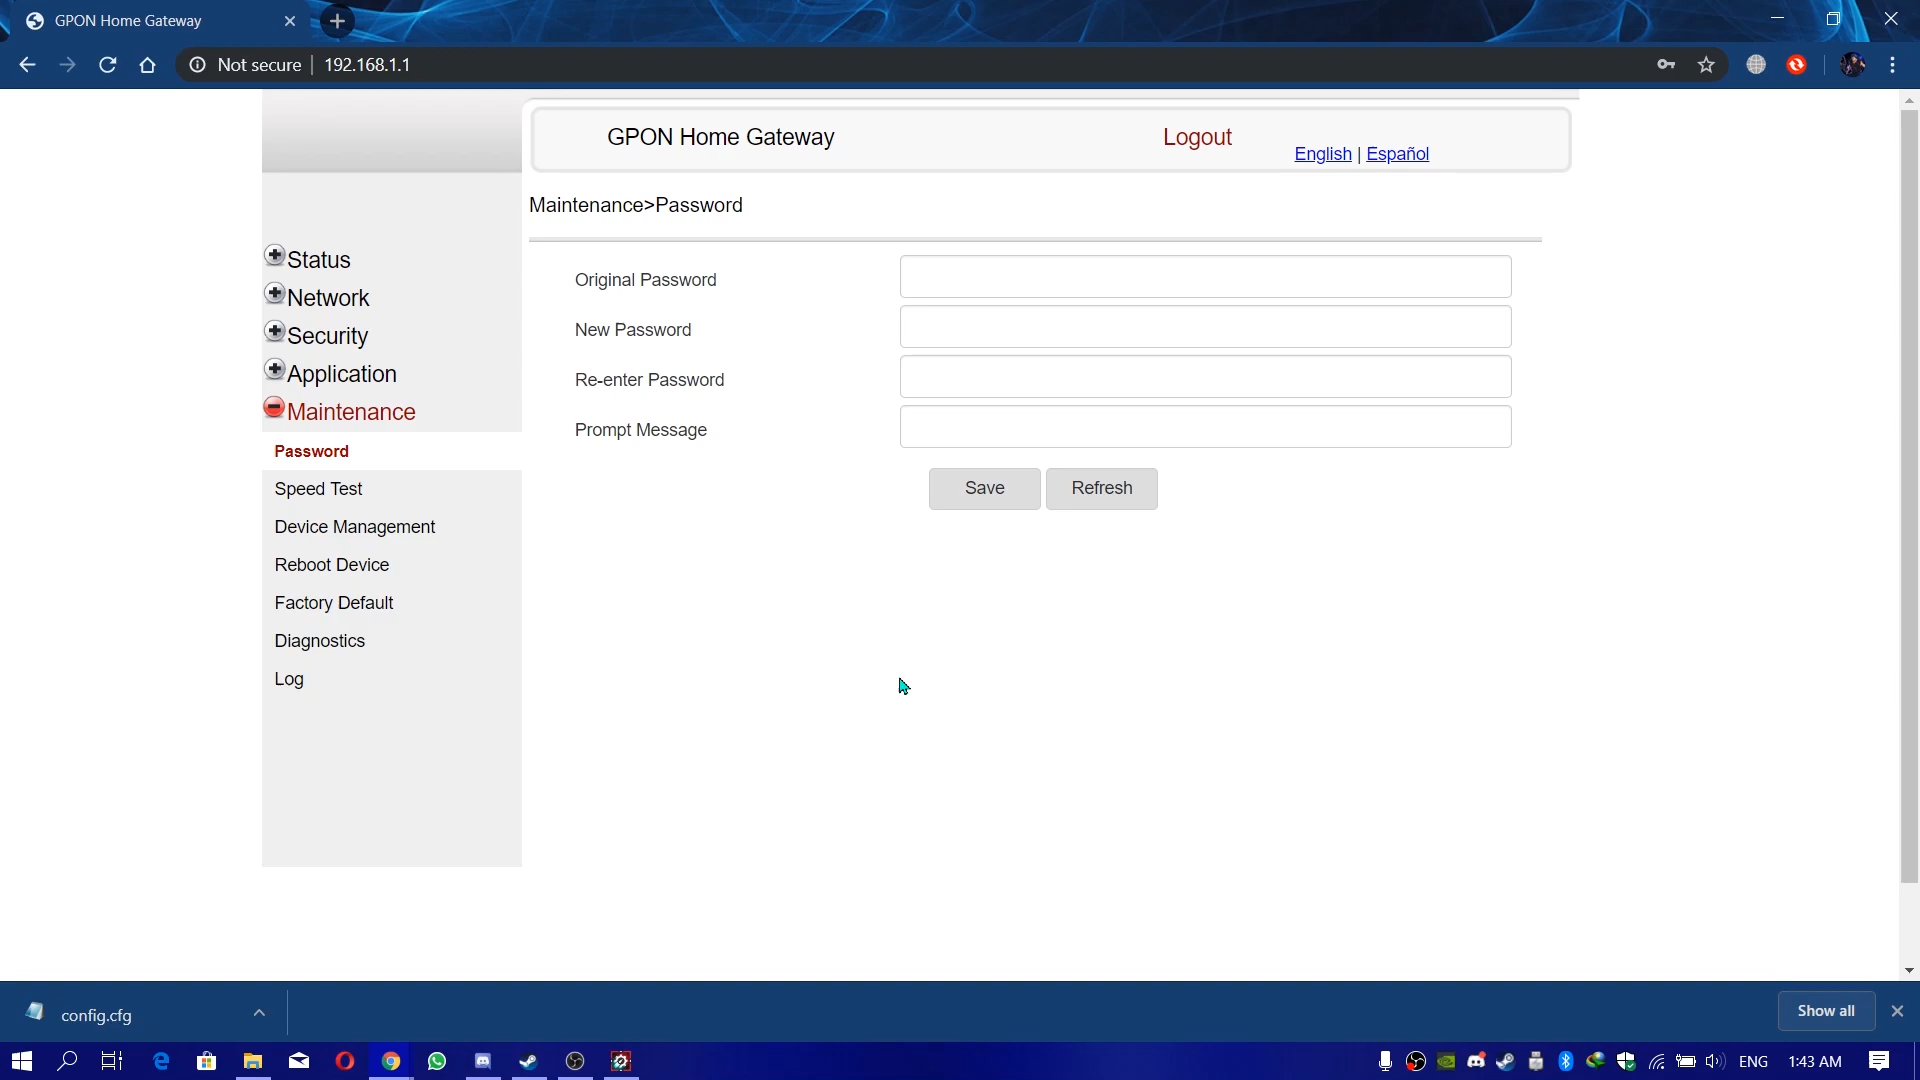 GPON Home Gateway
Not secure | 192.168.1.1
GPON Home Gateway
Logout
English | Español
Maintenance>Password
Status
Network
Security
Application
Maintenance
Password
Speed Test
Device Management
Reboot Device
Factory Default
Diagnostics
Log
Original Password
New Password
Re-enter Password
Prompt Message
Save
Refresh
config.cfg
Show all
ENG
1:43 AM